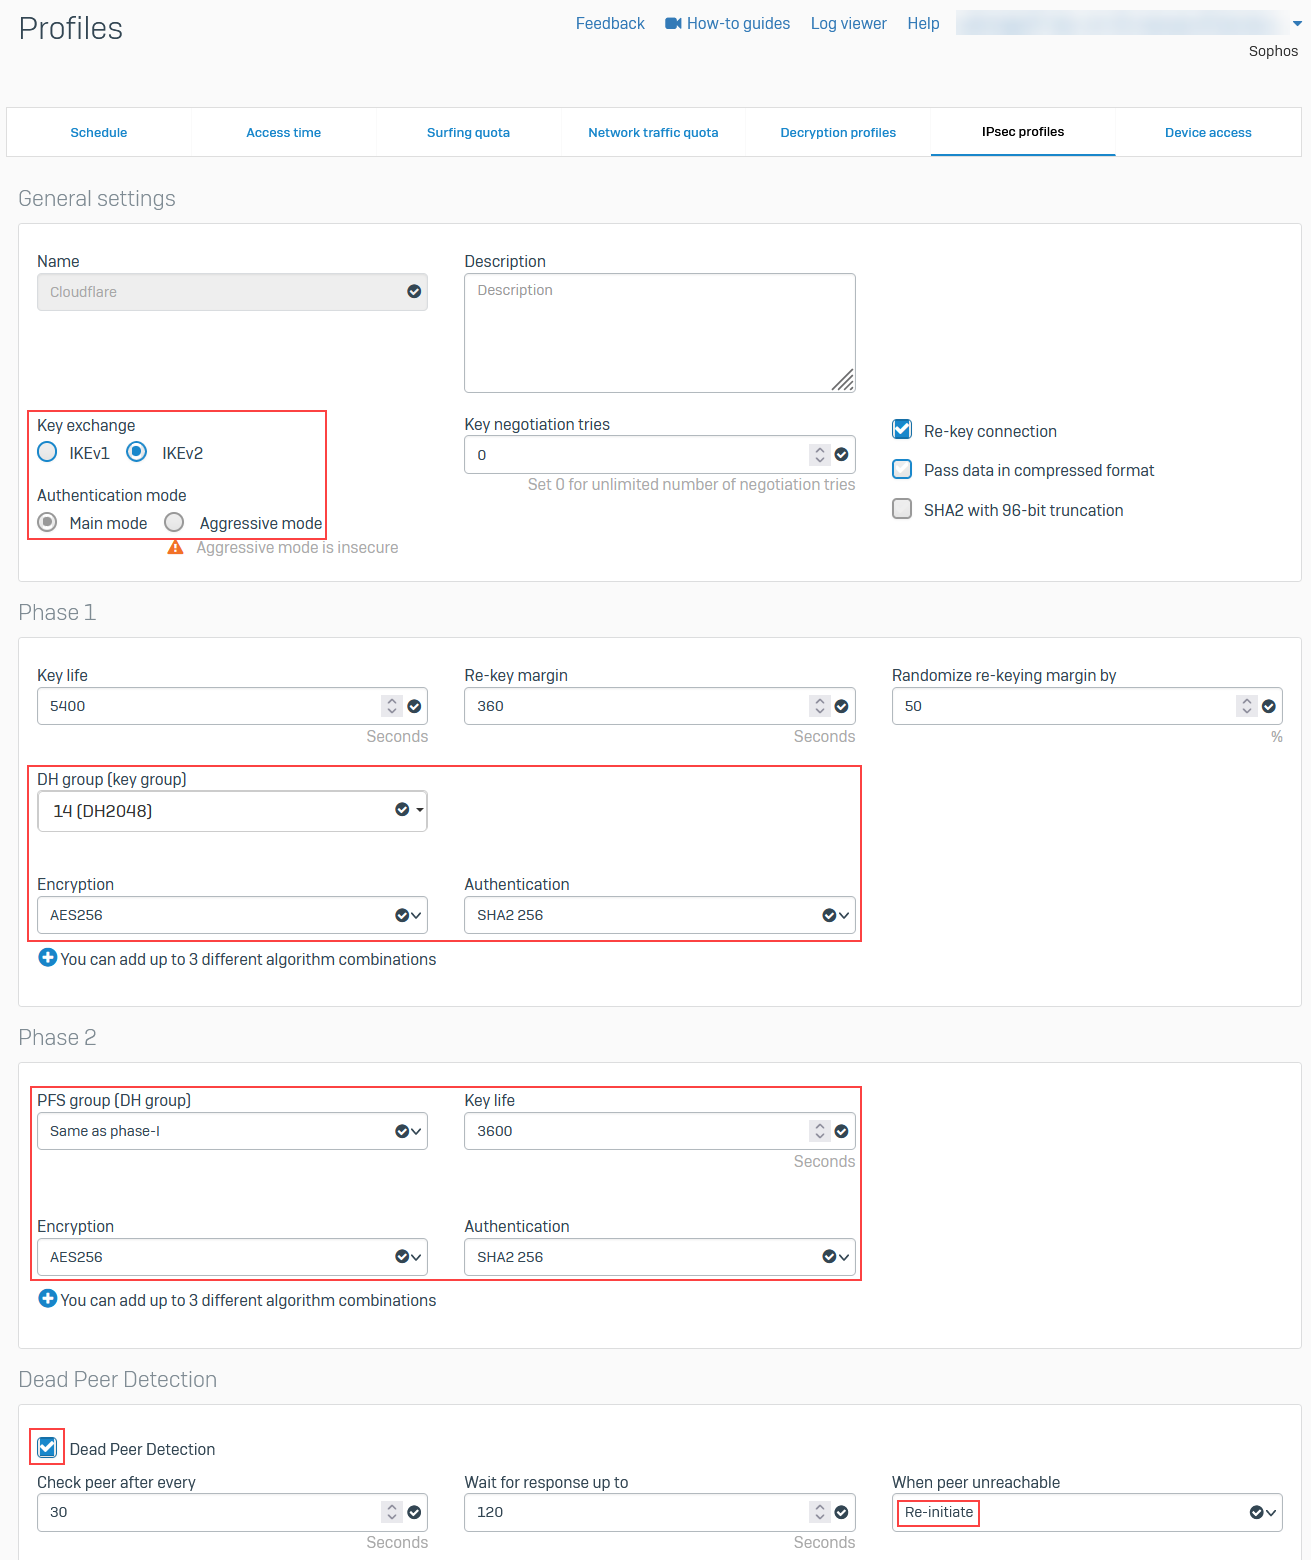 Profiles
Feedback How-to guides Log viewer Help
Sophos
Schedule Access time Surfing quota Network traffic quota Decryption profiles IPsec profiles Device access
General settings
Name Description
Cloudflare Description
Key exchange Key negotiation tries
IKEv1 IKEv2 0 Re-key connection
Set 0 for unlimited number of negotiation tries Pass data in compressed format
Authentication mode
Main mode Aggressive mode SHA2 with 96-bit truncation
Aggressive mode is insecure
Phase 1
Key life Re-key margin Randomize re-keying margin by
5400 360 50
Seconds Seconds %
DH group (key group)
14 (DH2048)
Encryption Authentication
AES256 SHA2 256
You can add up to 3 different algorithm combinations
Phase 2
PFS group (DH group) Key life
Same as phase-I 3600
Seconds
Encryption Authentication
AES256 SHA2 256
You can add up to 3 different algorithm combinations
Dead Peer Detection
Dead Peer Detection
Check peer after every Wait for response up to When peer unreachable
30 120 Re-initiate
Seconds Seconds